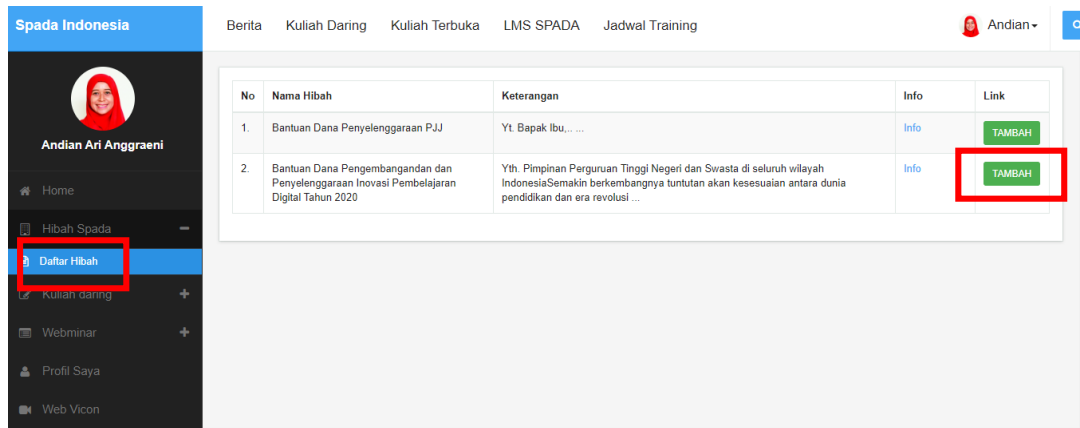 Spada Indonesia
Berita Kuliah Daring Kuliah Terbuka LMS SPADA Jadwal Training
Andian
Andian Ari Anggraeni
Home
Hibah Spada
Daftar Hibah
Kuliah daring
Webminar
Profil Saya
Web Vicon
No Nama Hibah Keterangan Info Link
1. Bantuan Dana Penyelenggaraan PJJ Yt. Bapak Ibu,.. ... Info TAMBAH
2. Bantuan Dana Pengembangandan dan Yth. Pimpinan Perguruan Tinggi Negeri dan Swasta di seluruh wilayah Info TAMBAH
Penyelenggaraan Inovasi Pembelajaran IndonesiaSemakin berkembangnya tuntutan akan kesesuaian antara dunia
Digital Tahun 2020 pendidikan dan era revolusi ...